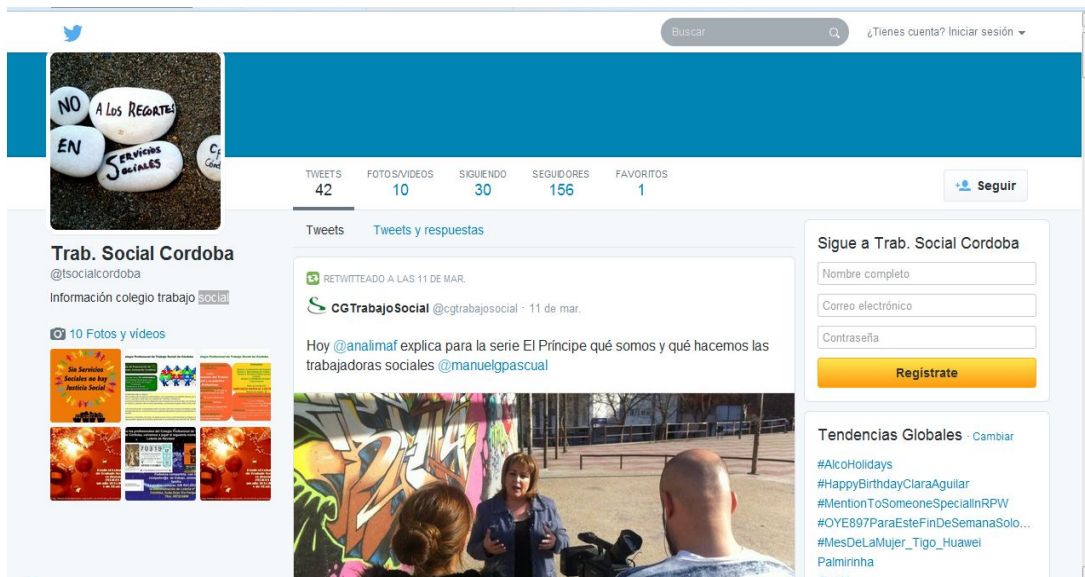 Buscar
¿Tienes cuenta? Iniciar sesión
NO
A LOS RECORTES
EN
SERVICIOS
SOCIALES
TWEETS
42
FOTOS/VIDEOS
10
SIGUIENDO
30
SEGUIDORES
156
FAVORITOS
1
Seguir
Trab. Social Cordoba
@tsocialcordoba
Información colegio trabajo social
10 Fotos y vídeos
Sin Servicios
Sociales no hay
Justicia Social
Tweets
Tweets y respuestas
RETWITTEADO A LAS 11 DE MAR.
CGTrabajoSocial @cgtrabajosocial · 11 de mar.
Hoy @analimaf explica para la serie El Príncipe qué somos y qué hacemos las
trabajadoras sociales @manuelgpascual
Sigue a Trab. Social Cordoba
Nombre completo
Correo electrónico
Contraseña
Regístrate
Tendencias Globales · Cambiar
#AlcoHolidays
#HappyBirthdayClaraAguilar
#MentionToSomeoneSpecialInRPW
#OYE897ParaEsteFinDeSemanaSolo...
#MesDeLaMujer_Tigo_Huawei
Palmirinha